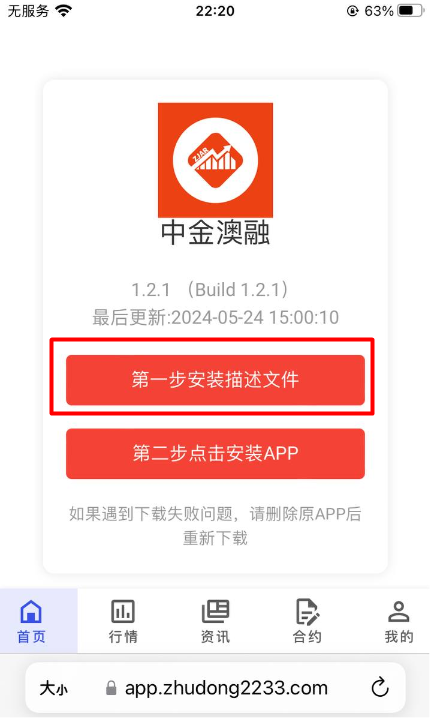 无服务 22:20 63%
ZJAR
中金澳融
1.2.1 （Build 1.2.1）
最后更新:2024-05-24 15:00:10
第一步安装描述文件
第二步点击安装APP
如果遇到下载失败问题，请删除原APP后
重新下载
首页 行情 资讯 合约 我的
大小 app.zhudong2233.com